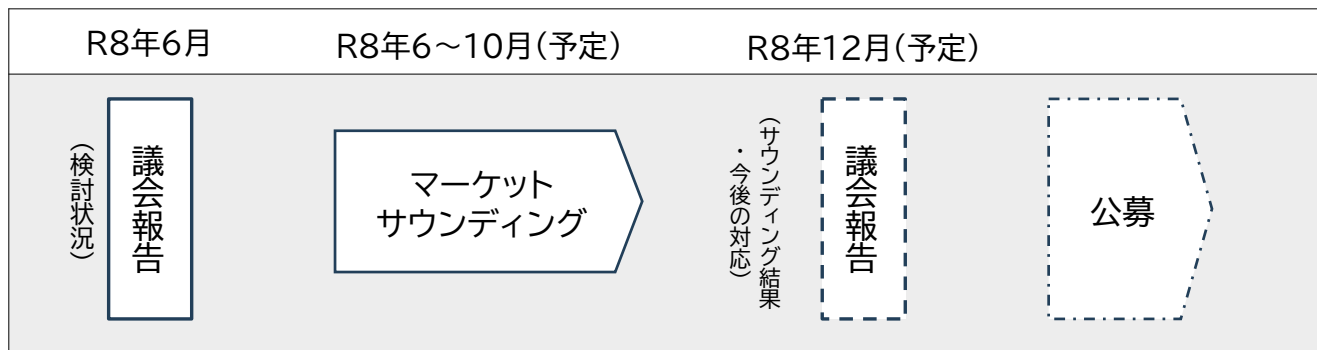 R8年6月
R8年6～10月(予定)
R8年12月(予定)
議会報告
(検討状況)
マーケット
サウンディング
議会報告
(サウンディング結果
・今後の対応)
公募